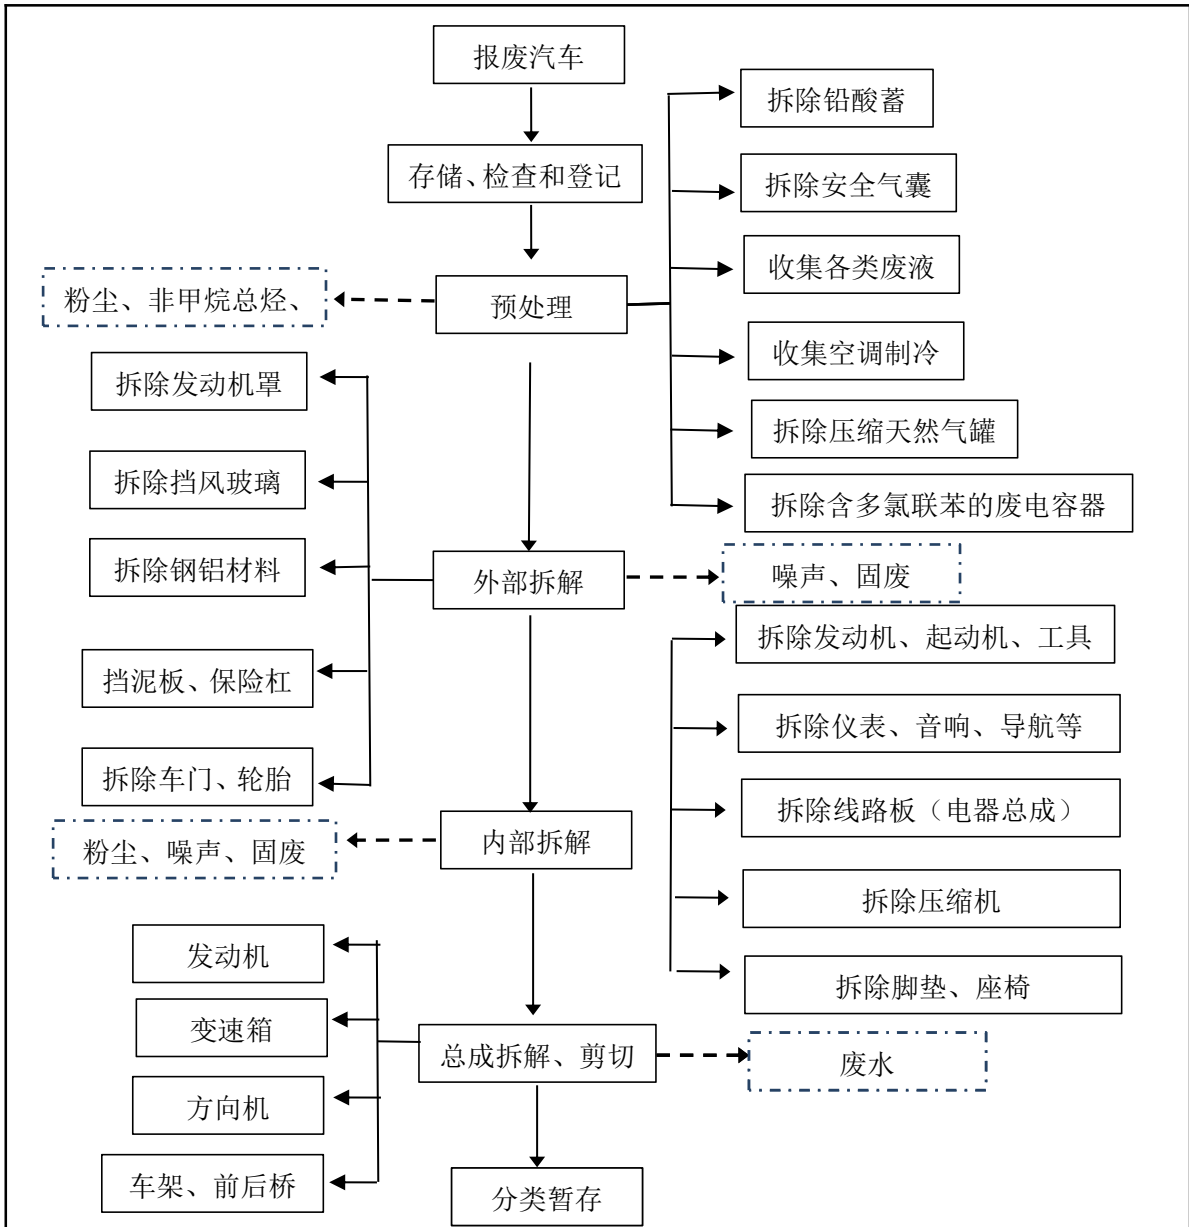 报废汽车
拆除铅酸蓄
存储、检查和登记
拆除安全气囊
收集各类废液
粉尘、非甲烷总烃、
预处理
收集空调制冷
拆除发动机罩
拆除压缩天然气罐
拆除挡风玻璃
拆除含多氯联苯的废电容器
拆除钢铝材料
外部拆解
噪声、固废
拆除发动机、起动机、工具
挡泥板、保险杠
拆除仪表、音响、导航等
拆除车门、轮胎
拆除线路板（电器总成）
粉尘、噪声、固废
内部拆解
拆除压缩机
发动机
拆除脚垫、座椅
变速箱
总成拆解、剪切
废水
方向机
车架、前后桥
分类暂存